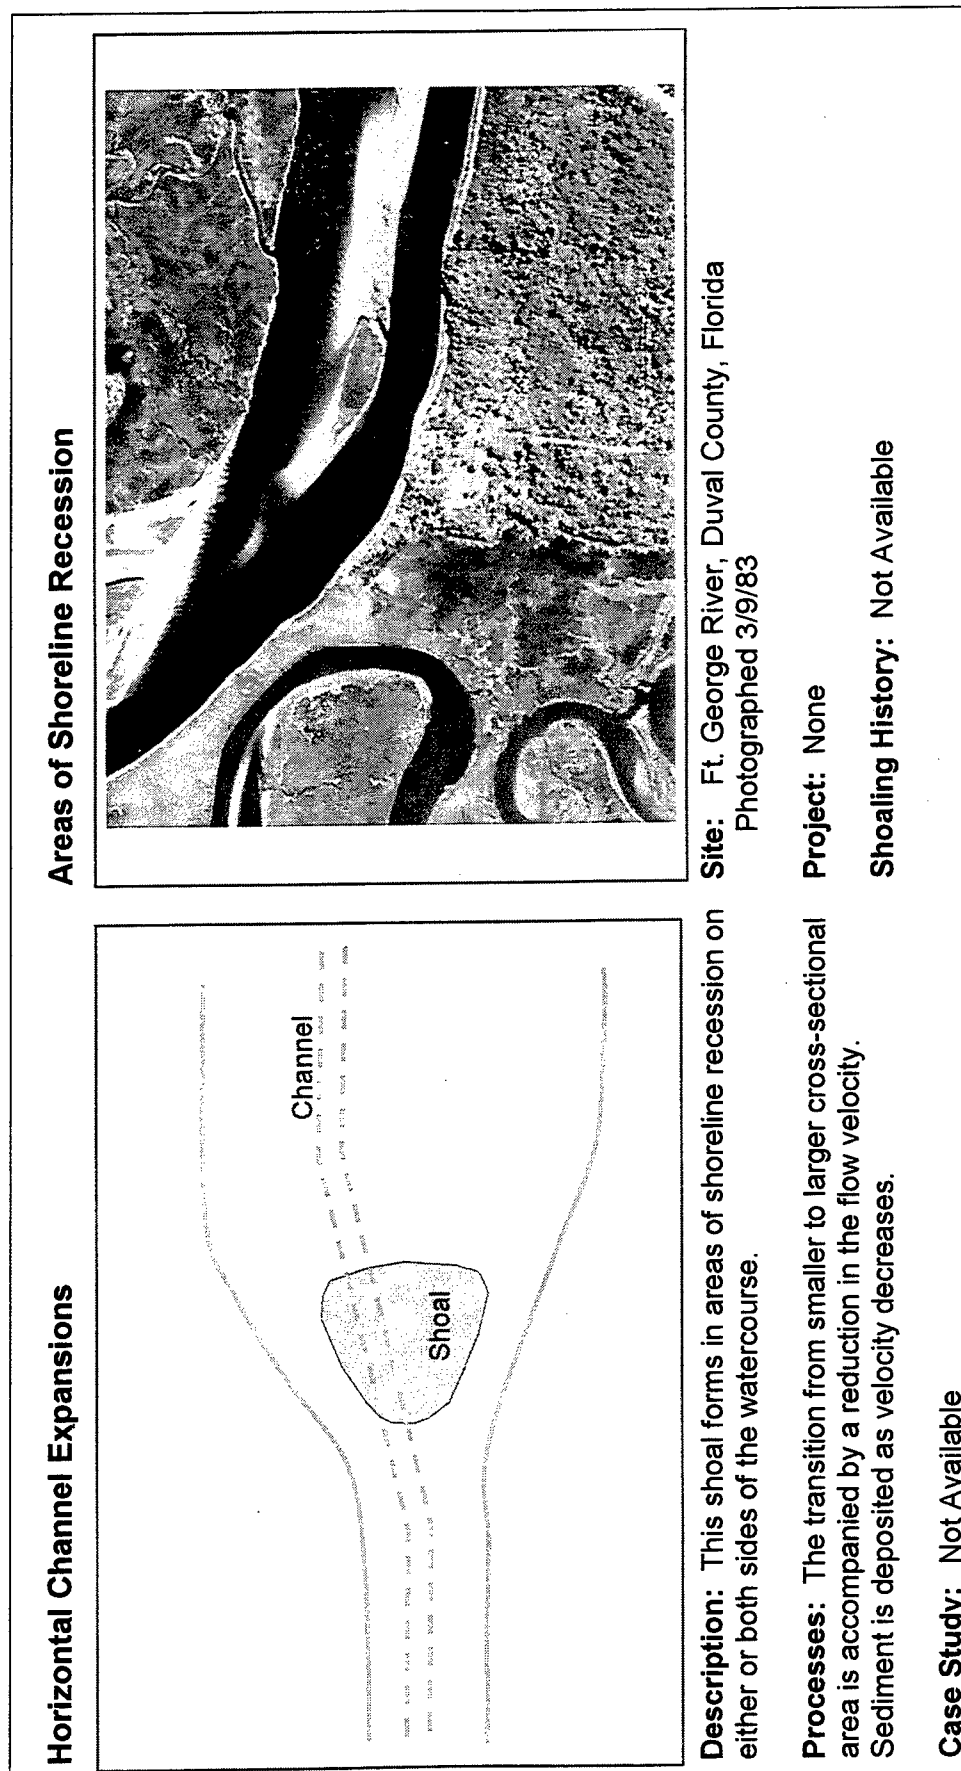 Horizontal Channel Expansions
Channel
Shoal
Description: This shoal forms in areas of shoreline recession on
either or both sides of the watercourse.
Processes: The transition from smaller to larger cross-sectional
area is accompanied by a reduction in the flow velocity.
Sediment is deposited as velocity decreases.
Case Study: Not Available
Areas of Shoreline Recession
Site: Ft. George River, Duval County, Florida
Photographed 3/9/83
Project: None
Shoaling History: Not Available